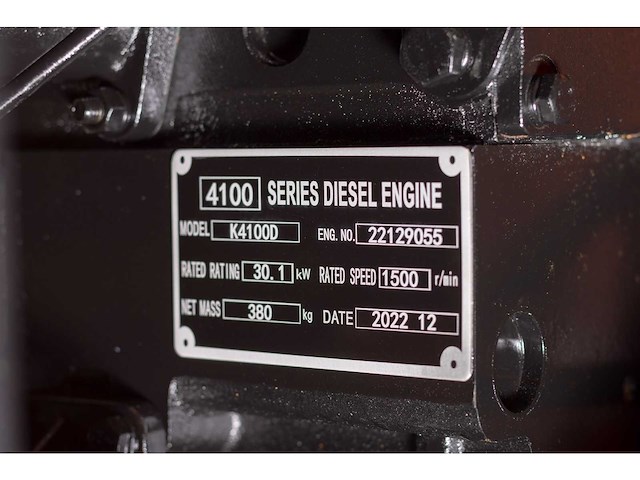 4100 SERIES DIESEL ENGINE
MODEL K4100D ENG. NO. 22129055
RATED RATING 30.1 kW RATED SPEED 1500 r/min
NET MASS 380 kg DATE 2022 12